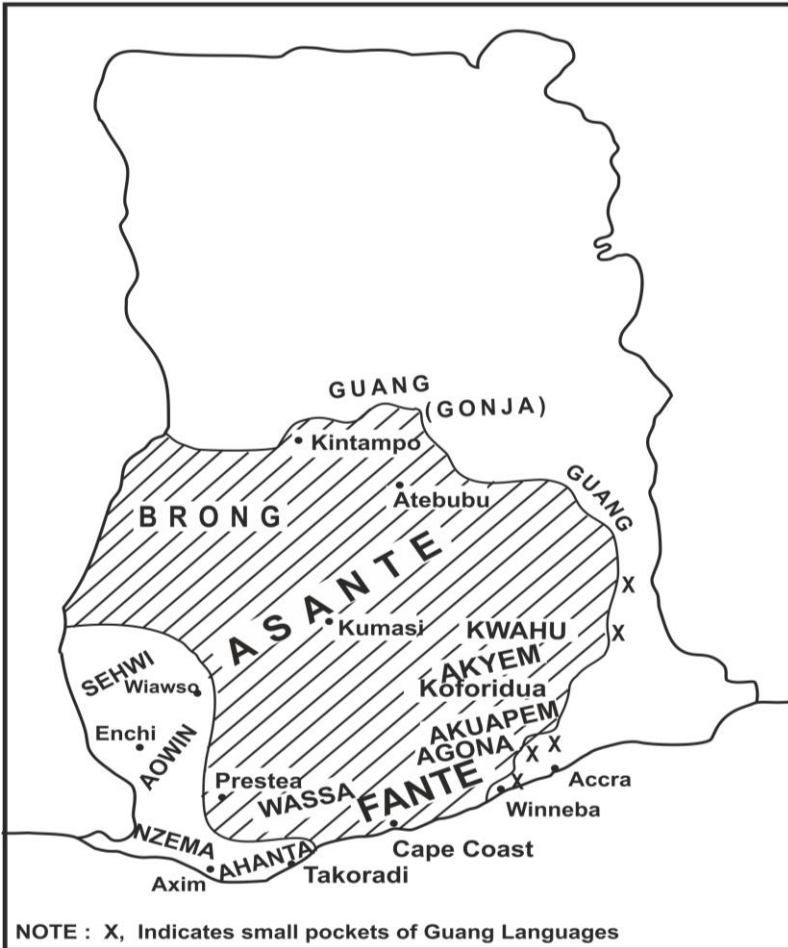 GUANG
(GONJA)
Kintampo
GUANG
Atebubu
BRONG
ASANTE
X
Kumasi
KWAHU
X
AKYEM
SEHWI
Wiawso
Koforidua
Enchi
AOWIN
AKUAPEM
AGONA
X X
Prestea
WASSA
FANTE
X
Accra
Winneba
NZEMA
AHANTA
Cape Coast
Axim
Takoradi
NOTE : X, Indicates small pockets of Guang Languages